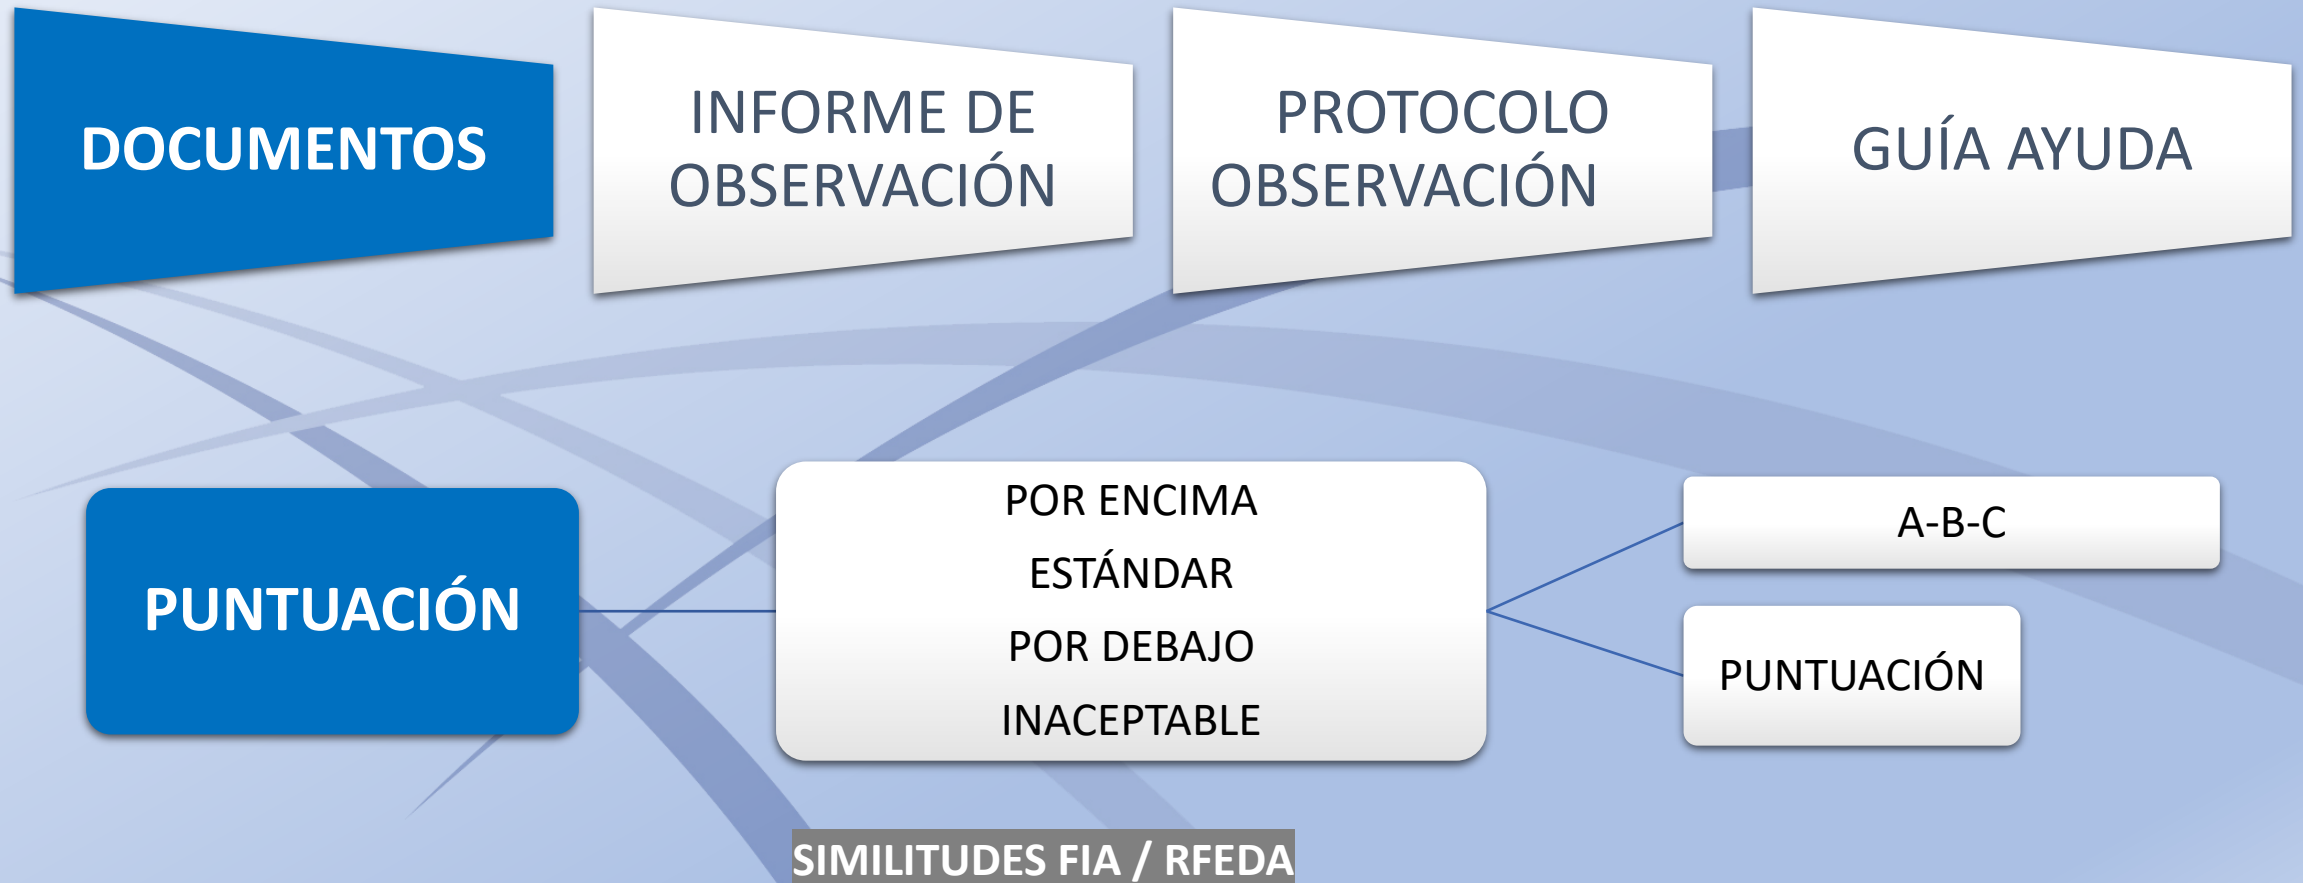 DOCUMENTOS
INFORME DE
OBSERVACIÓN
PROTOCOLO
OBSERVACIÓN
GUÍA AYUDA
PUNTUACIÓN
POR ENCIMA
ESTÁNDAR
POR DEBAJO
INACEPTABLE
A-B-C
PUNTUACIÓN
SIMILITUDES FIA / RFEDA